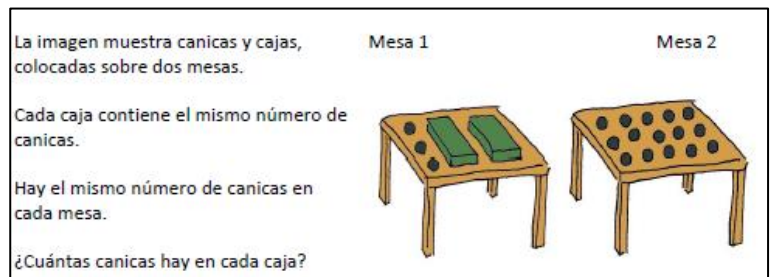 La imagen muestra canicas y cajas,
colocadas sobre dos mesas.
Cada caja contiene el mismo número de
canicas.
Hay el mismo número de canicas en
cada mesa.
¿Cuántas canicas hay en cada caja?
Mesa 1
Mesa 2